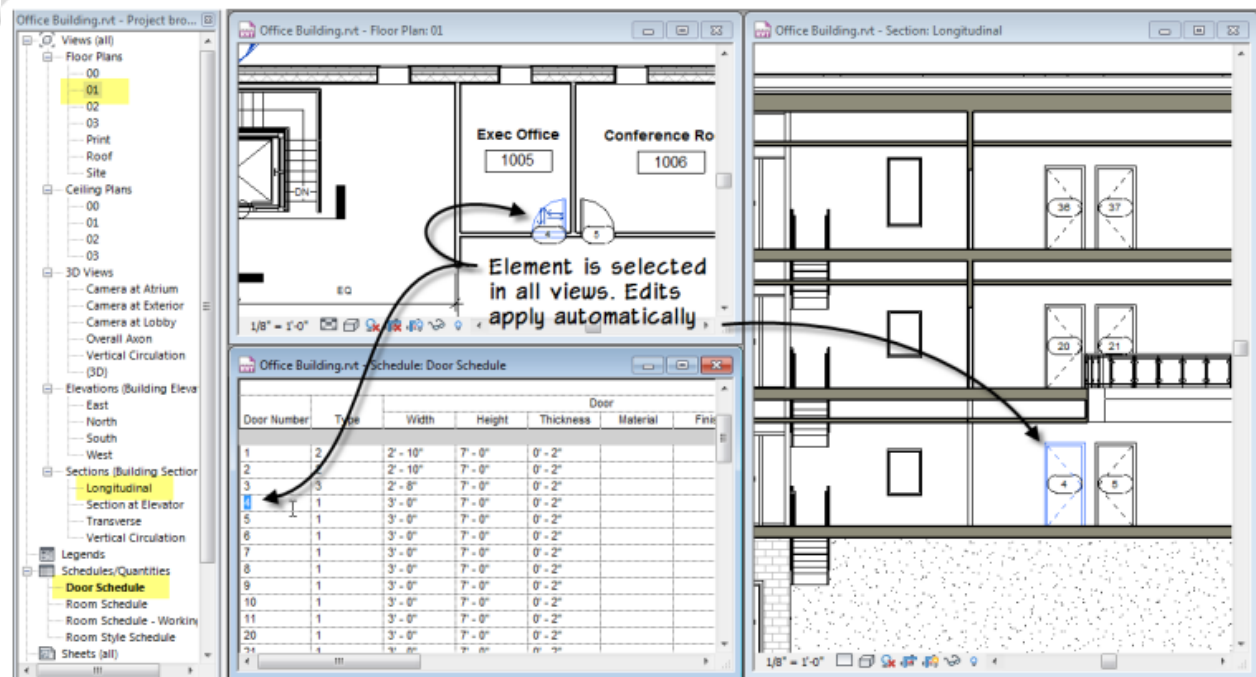 Office Building.rvt - Project bro...
Views (all)
Floor Plans
00
01
02
03
Print
Roof
Site
Ceiling Plans
00
01
02
03
3D Views
Camera at Atrium
Camera at Exterior
Camera at Lobby
Overall Axon
Vertical Circulation
(3D)
Elevations (Building Eleva
East
North
South
West
Sections (Building Section
Longitudinal
Section at Elevator
Transverse
Vertical Circulation
Legends
Schedules/Quantities
Door Schedule
Room Schedule
Room Schedule - Working
Room Style Schedule
Sheets (all)
Office Building.rvt - Floor Plan: 01
Exec Office Conference Ro
1005 1006
DN
4 5
EQ
Element is selected
in all views. Edits
apply automatically
1/8" = 1'-0"
Office Building.rvt - Schedule: Door Schedule
Door
Door Number Type Width Height Thickness Material Finis
1 2 2' - 10" 7' - 0" 0' - 2"
2 2' - 10" 7' - 0" 0' - 2"
3 3 2' - 8" 7' - 0" 0' - 2"
4 1 3' - 0" 7' - 0" 0' - 2"
5 1 3' - 0" 7' - 0" 0' - 2"
6 1 3' - 0" 7' - 0" 0' - 2"
7 1 3' - 0" 7' - 0" 0' - 2"
8 1 3' - 0" 7' - 0" 0' - 2"
9 1 3' - 0" 7' - 0" 0' - 2"
10 1 3' - 0" 7' - 0" 0' - 2"
11 1 3' - 0" 7' - 0" 0' - 2"
20 1 3' - 0" 7' - 0" 0' - 2"
21 1 3' - 0" 7' - 0" 0' - 2"
Office Building.rvt - Section: Longitudinal
36 37
20 21
4 5
1/8" = 1'-0"